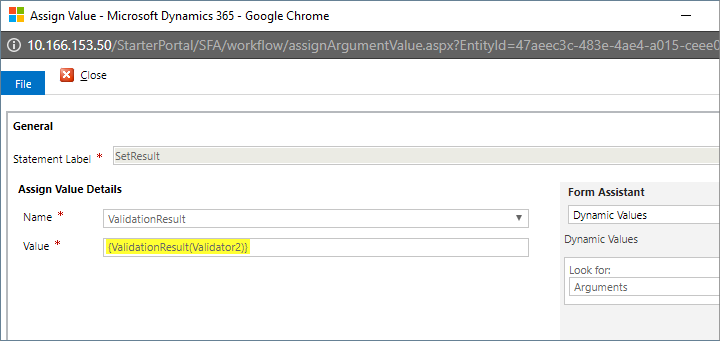 Assign Value - Microsoft Dynamics 365 - Google Chrome
10.166.153.50/StarterPortal/SFA/workflow/assignArgumentValue.aspx?EntityId=47aeec3c-483e-4ae4-a015-ceee0
File
Close
General
Statement Label * SetResult
Assign Value Details
Name * ValidationResult
Value * {ValidationResult(Validator2)}
Form Assistant
Dynamic Values
Dynamic Values
Look for:
Arguments